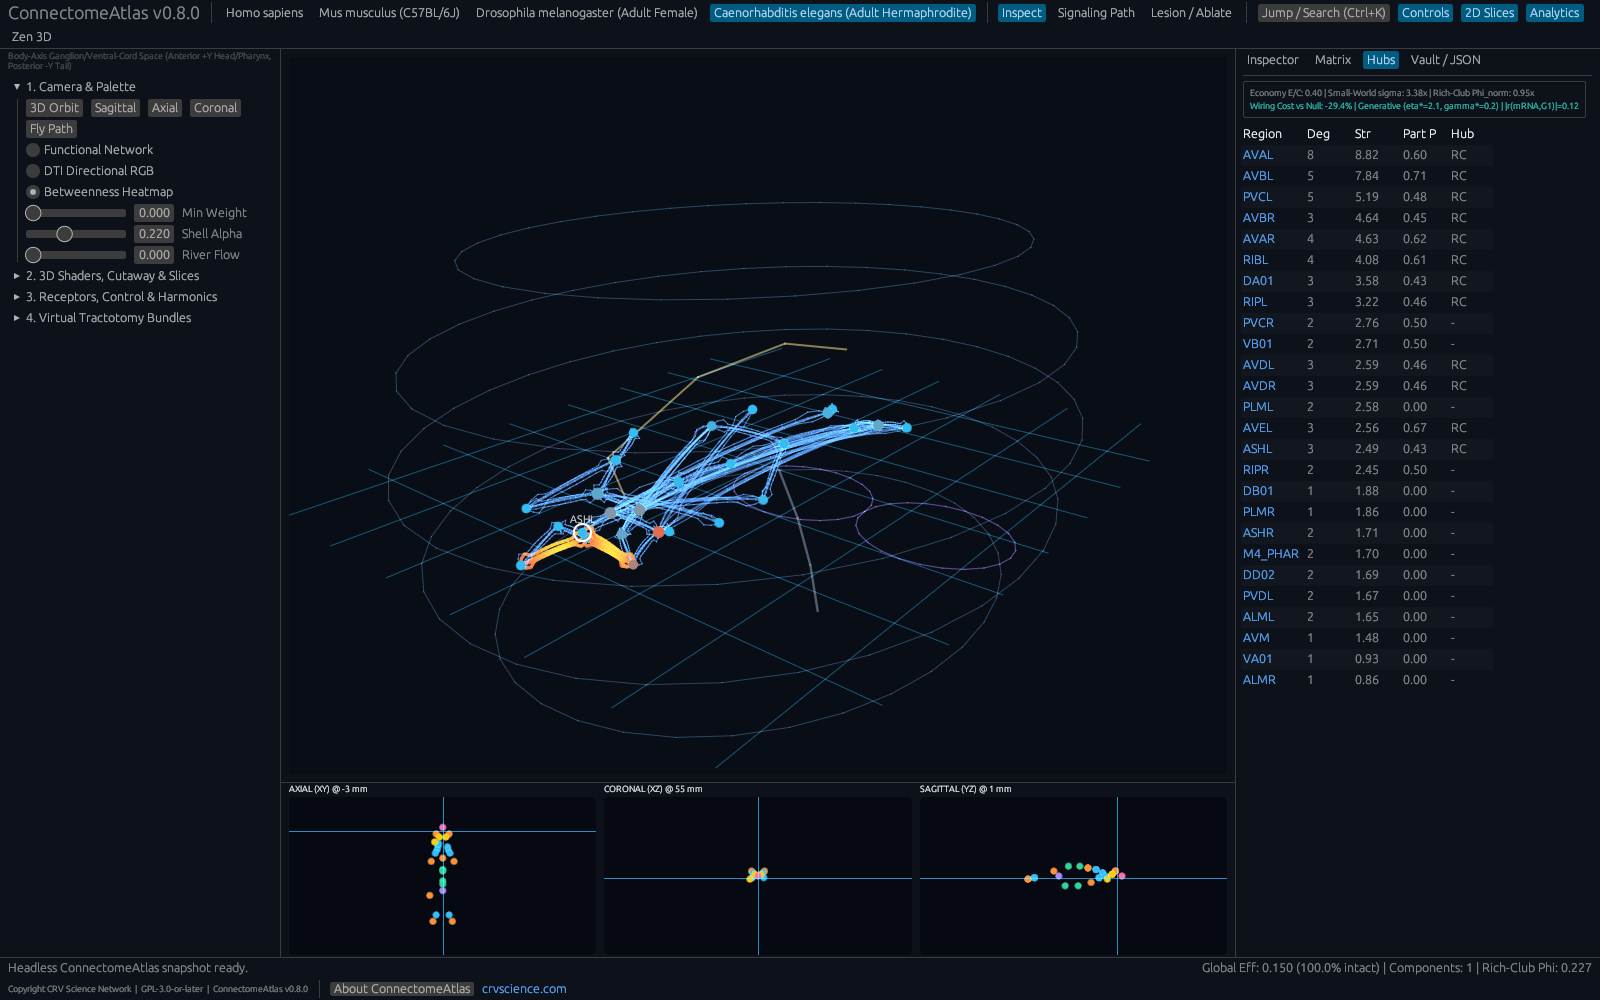 ConnectomeAtlas v0.8.0 Homo sapiens Mus musculus (C57BL/6J) Drosophila melanogaster (Adult Female) Caenorhabditis elegans (Adult Hermaphrodite) Inspect Signaling Path Lesion / Ablate Jump / Search (Ctrl+K) Controls 2D Slices Analytics
Zen 3D
Body-Axis Ganglion/Ventral-Cord Space (Anterior +Y Head/Pharynx,
Posterior -Y Tail)
▾ 1. Camera & Palette
3D Orbit Sagittal Axial Coronal
Fly Path
Functional Network
DTI Directional RGB
Betweenness Heatmap
0.000 Min Weight
0.220 Shell Alpha
0.000 River Flow
▸ 2. 3D Shaders, Cutaway & Slices
▸ 3. Receptors, Control & Harmonics
▸ 4. Virtual Tractotomy Bundles
ASHL
AXIAL (XY) @ -3 mm
CORONAL (XZ) @ 55 mm
SAGITTAL (YZ) @ 1 mm
Inspector Matrix Hubs Vault / JSON
Economy E/C: 0.40 | Small-World sigma: 3.38x | Rich-Club Phi_norm: 0.95x
Wiring Cost vs Null: -29.4% | Generative (eta*=2.1, gamma*=0.2) | |r(mRNA,G1)|=0.12
Region Deg Str Part P Hub
AVAL 8 8.82 0.60 RC
AVBL 5 7.84 0.71 RC
PVCL 5 5.19 0.48 RC
AVBR 3 4.64 0.45 RC
AVAR 4 4.63 0.62 RC
RIBL 4 4.08 0.61 RC
DA01 3 3.58 0.43 RC
RIPL 3 3.22 0.46 RC
PVCR 2 2.76 0.50 -
VB01 2 2.71 0.50 -
AVDL 3 2.59 0.46 RC
AVDR 3 2.59 0.46 RC
PLML 2 2.58 0.00 -
AVEL 3 2.56 0.67 RC
ASHL 3 2.49 0.43 RC
RIPR 2 2.45 0.50 -
DB01 1 1.88 0.00 -
PLMR 1 1.86 0.00 -
ASHR 2 1.71 0.00 -
M4_PHAR 2 1.70 0.00 -
DD02 2 1.69 0.00 -
PVDL 2 1.67 0.00 -
ALML 2 1.65 0.00 -
AVM 1 1.48 0.00 -
VA01 1 0.93 0.00 -
ALMR 1 0.86 0.00 -
Headless ConnectomeAtlas snapshot ready.
Global Eff: 0.150 (100.0% intact) | Components: 1 | Rich-Club Phi: 0.227
Copyright CRV Science Network | GPL-3.0-or-later | ConnectomeAtlas v0.8.0 About ConnectomeAtlas crvscience.com